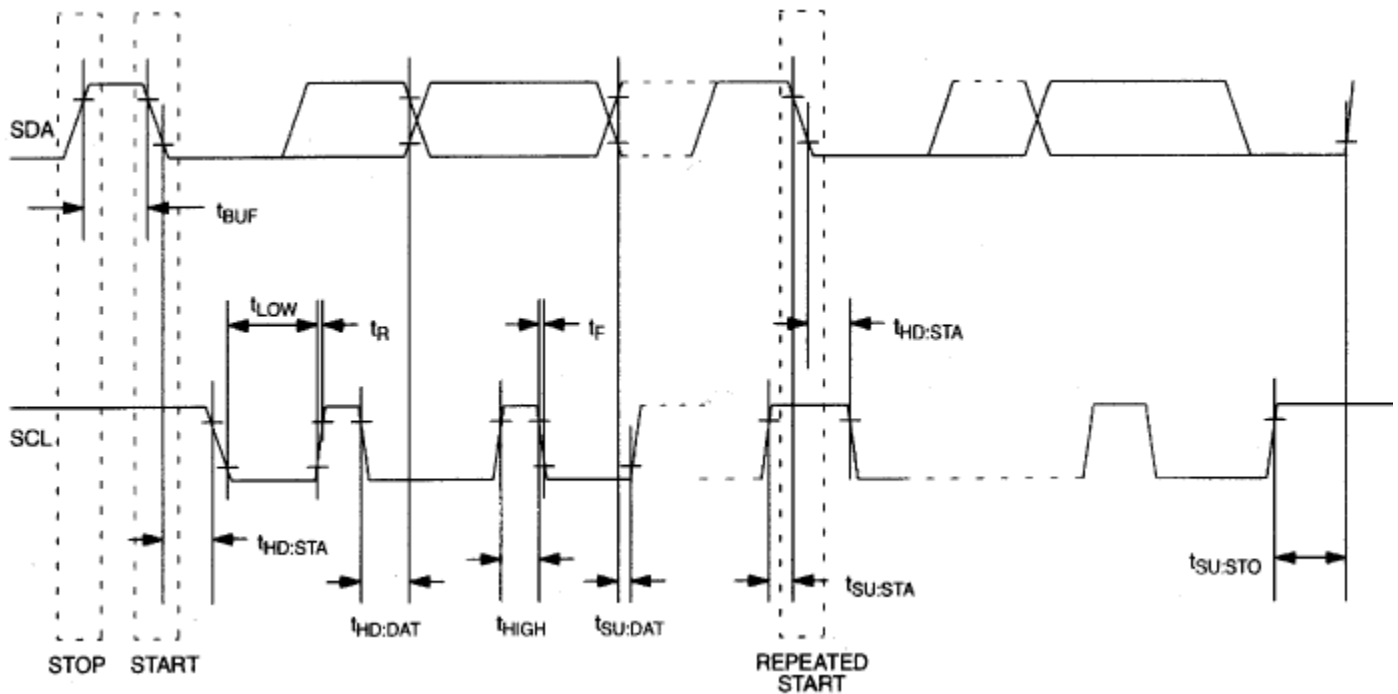 SDA
tBUF
tLOW
tR
tF
tHD:STA
SCL
tHD:STA
tSU:STO
tSU:STA
tHD:DAT
tHIGH
tSU:DAT
STOP
START
REPEATED
START